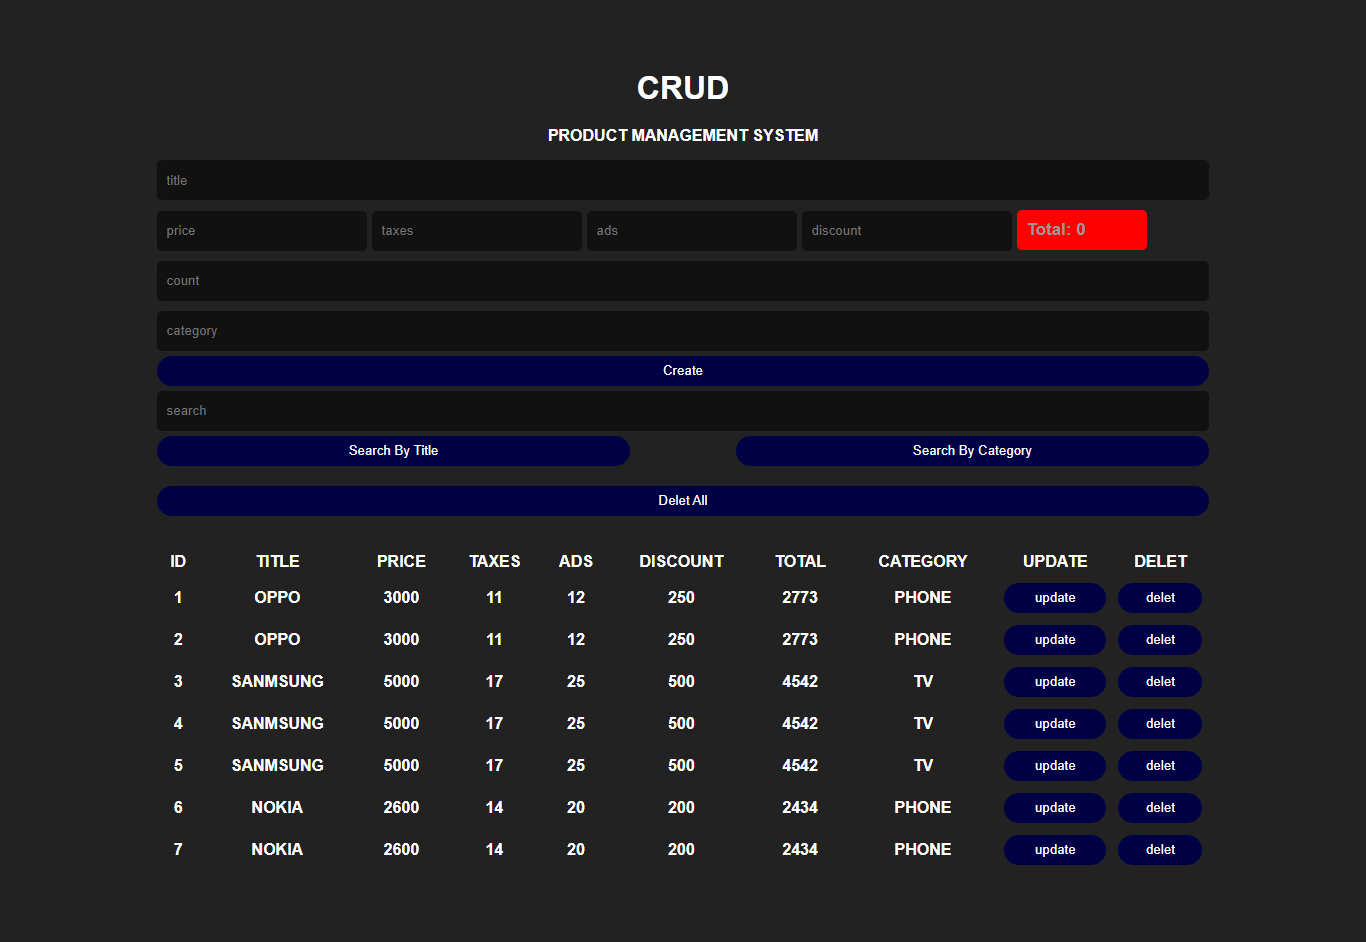 CRUD
PRODUCT MANAGEMENT SYSTEM
title
price taxes ads discount Total: 0
count
category
Create
search
Search By Title Search By Category
Delet All
ID TITLE PRICE TAXES ADS DISCOUNT TOTAL CATEGORY UPDATE DELET
1 OPPO 3000 11 12 250 2773 PHONE update delet
2 OPPO 3000 11 12 250 2773 PHONE update delet
3 SANMSUNG 5000 17 25 500 4542 TV update delet
4 SANMSUNG 5000 17 25 500 4542 TV update delet
5 SANMSUNG 5000 17 25 500 4542 TV update delet
6 NOKIA 2600 14 20 200 2434 PHONE update delet
7 NOKIA 2600 14 20 200 2434 PHONE update delet